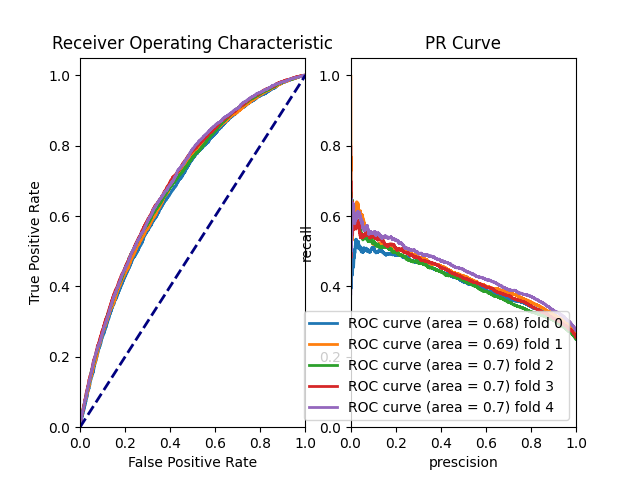 Receiver Operating Characteristic
1.0
0.8
0.6
0.4
0.2
0.0
True Positive Rate
0.0 0.2 0.4 0.6 0.8 1.0
False Positive Rate
PR Curve
1.0
0.8
0.6
0.4
0.2
0.0
recall
0.0 0.2 0.4 0.6 0.8 1.0
prescision
ROC curve (area = 0.68) fold 0
ROC curve (area = 0.69) fold 1
ROC curve (area = 0.7) fold 2
ROC curve (area = 0.7) fold 3
ROC curve (area = 0.7) fold 4